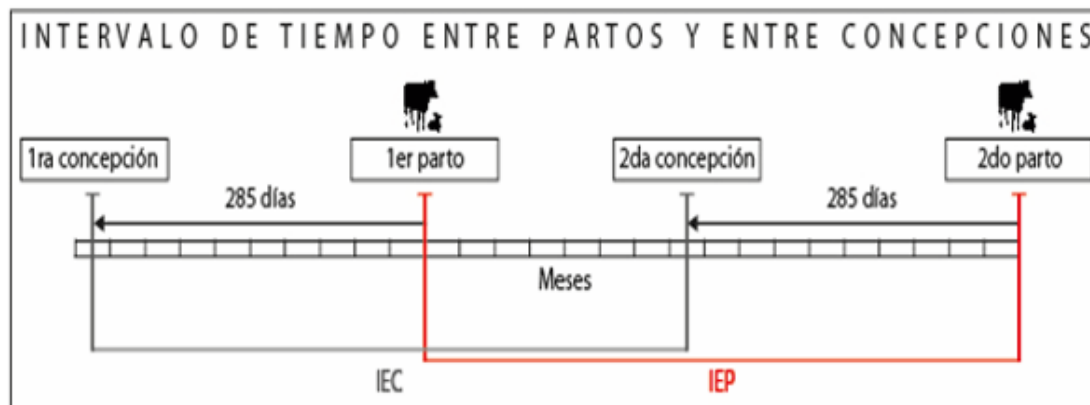 INTERVALO DE TIEMPO ENTRE PARTOS Y ENTRE CONCEPCIONES
1ra concepción 1er parto 2da concepción 2do parto
285 días 285 días
Meses
IEC IEP